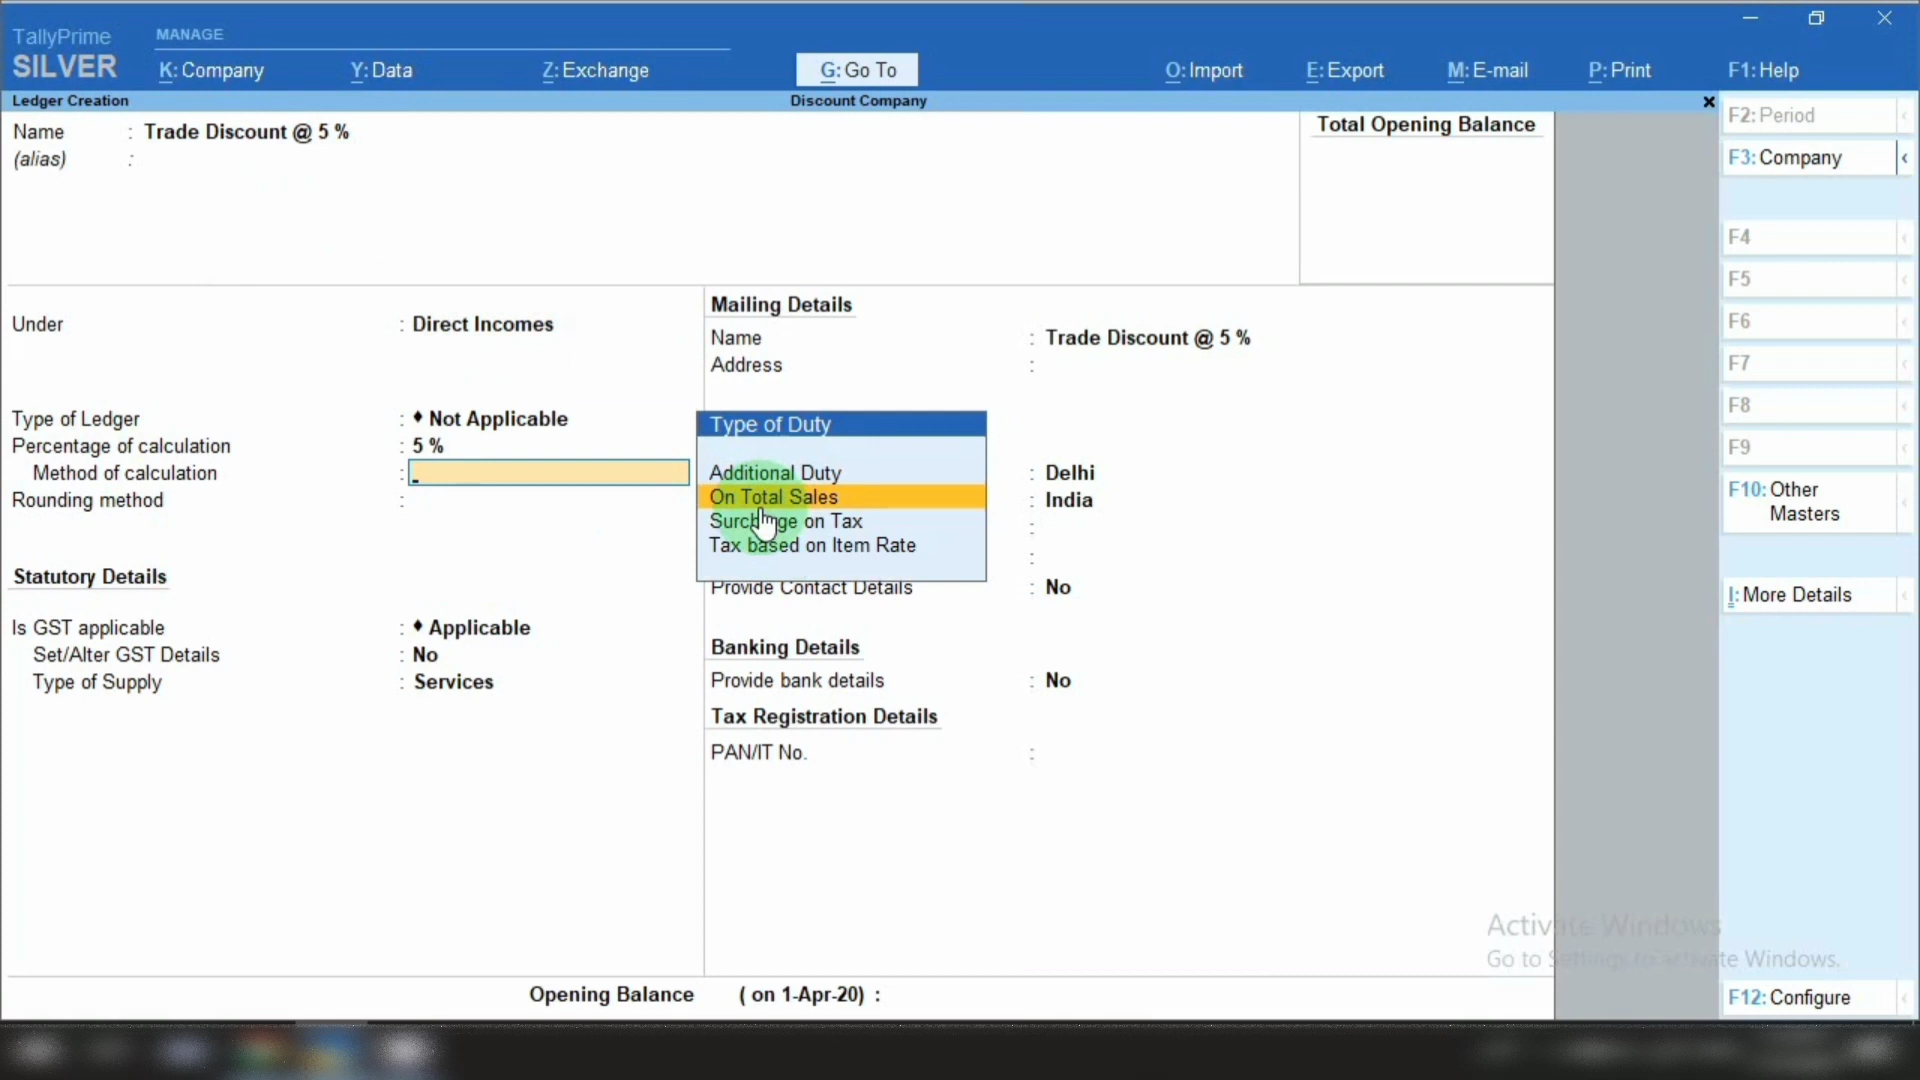 TallyPrime
SILVER
MANAGE
K: Company
Y: Data
Z: Exchange
G: Go To
O: Import
E: Export
M: E-mail
P: Print
F1: Help
Ledger Creation
Discount Company
Name : Trade Discount @ 5 %
(alias) :
Total Opening Balance
Under : Direct Incomes
Type of Ledger : ♦ Not Applicable
Percentage of calculation : 5 %
Method of calculation :
Rounding method :
Statutory Details
Is GST applicable : ♦ Applicable
Set/Alter GST Details : No
Type of Supply : Services
Mailing Details
Name : Trade Discount @ 5 %
Address :
Type of Duty
Additional Duty
On Total Sales
Surcharge on Tax
Tax based on Item Rate
: Delhi
: India
:
:
Provide Contact Details : No
Banking Details
Provide bank details : No
Tax Registration Details
PAN/IT No. :
Opening Balance ( on 1-Apr-20) :
F2: Period
F3: Company
F4
F5
F6
F7
F8
F9
F10: Other
Masters
I: More Details
Activate Windows
Go to Settings to activate Windows.
F12: Configure